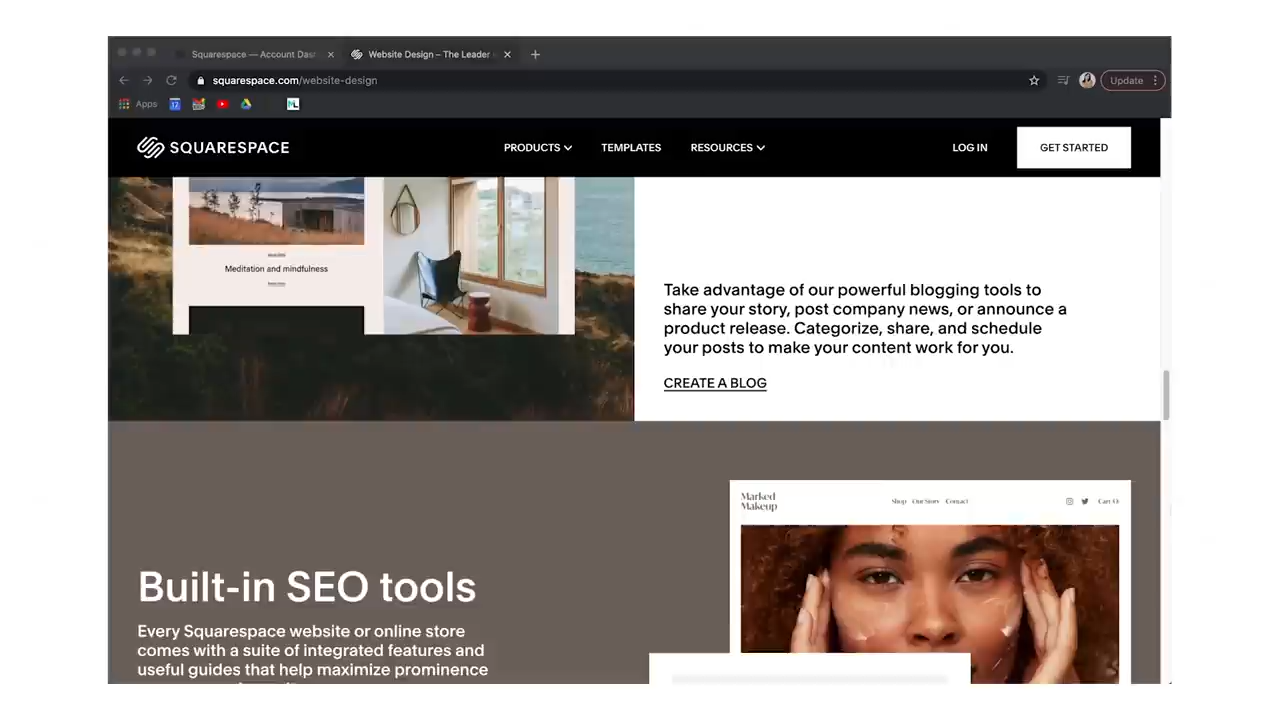 Squarespace — Account Das
Website Design – The Leader
squarespace.com/website-design
Update
Apps
SQUARESPACE
PRODUCTS
TEMPLATES
RESOURCES
LOG IN
GET STARTED
Meditation and mindfulness
Take advantage of our powerful blogging tools to
share your story, post company news, or announce a
product release. Categorize, share, and schedule
your posts to make your content work for you.
CREATE A BLOG
Marked
Makeup
Shop Our Story Contact
Cart
Built-in SEO tools
Every Squarespace website or online store
comes with a suite of integrated features and
useful guides that help maximize prominence